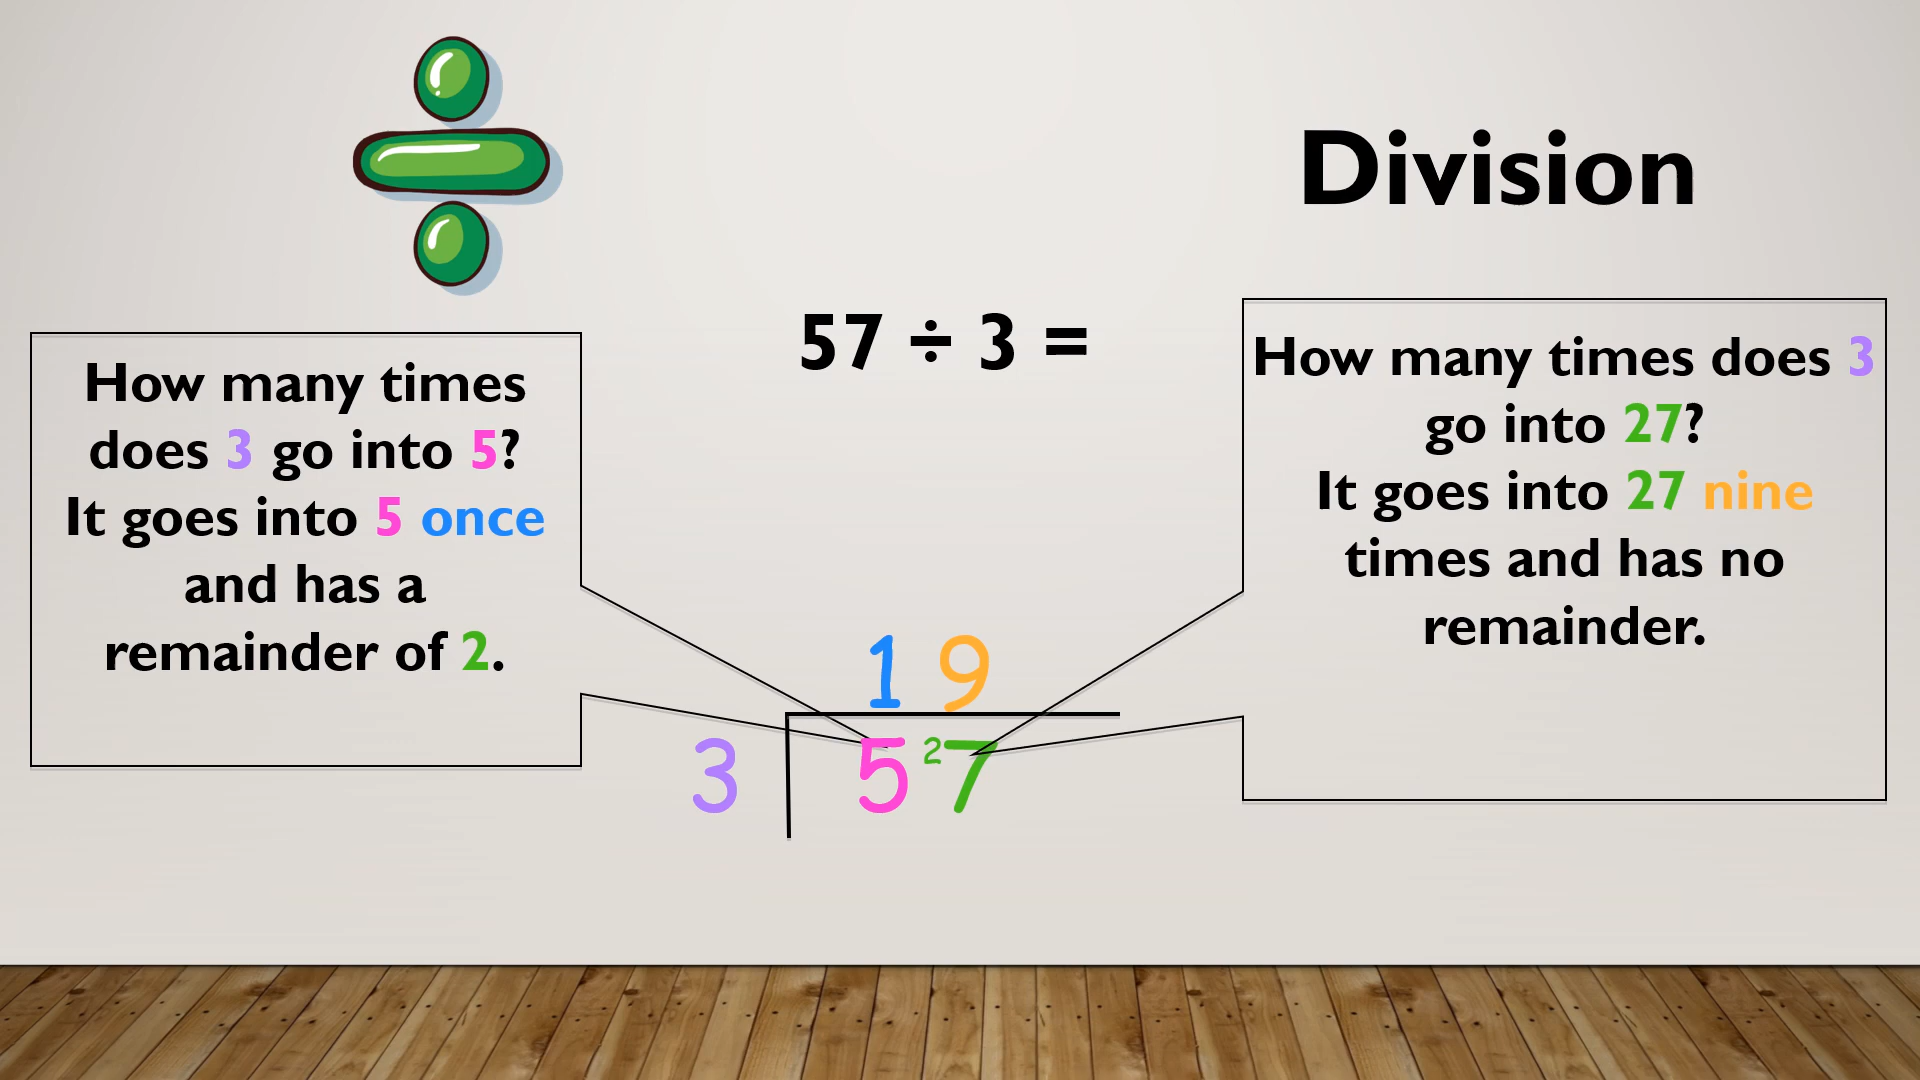 Division
57 ÷ 3 =
How many times
does 3 go into 5?
It goes into 5 once
and has a
remainder of 2.
How many times does 3
go into 27?
It goes into 27 nine
times and has no
remainder.
1 9
3 5 2 7